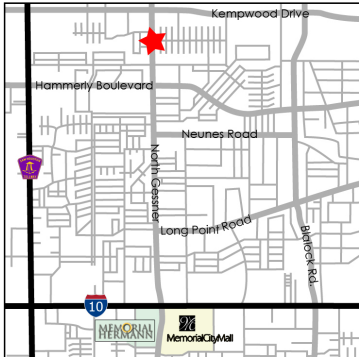 Kempwood Drive
Hammerly Boulevard
Neunes Road
North Gessner
Long Point Road
Blalock Rd.
10
MEMORIAL
HERMANN
MemorialCityMall